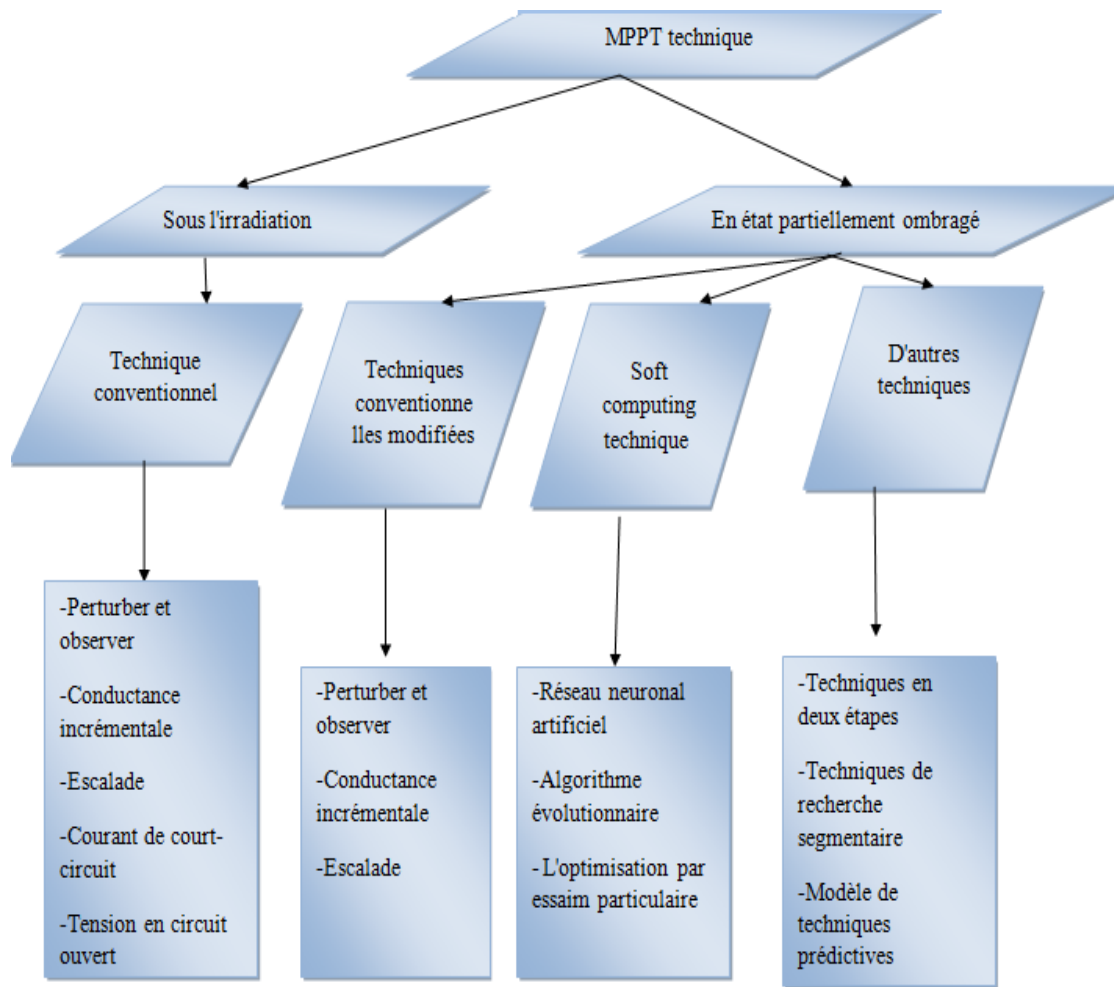 MPPT technique
Sous l'irradiation
En état partiellement ombragé
Technique
conventionnel
Techniques
conventionne
lles modifiées
Soft
computing
technique
D'autres
techniques
-Perturber et
observer
-Conductance
incrémentale
-Escalade
-Courant de court-
circuit
-Tension en circuit
ouvert
-Perturber et
observer
-Conductance
incrémentale
-Escalade
-Réseau neuronal
artificiel
-Algorithme
évolutionnaire
- L'optimisation par
essaim particulaire
-Techniques en
deux étapes
-Techniques de
recherche
segmentaire
-Modèle de
techniques
prédictives